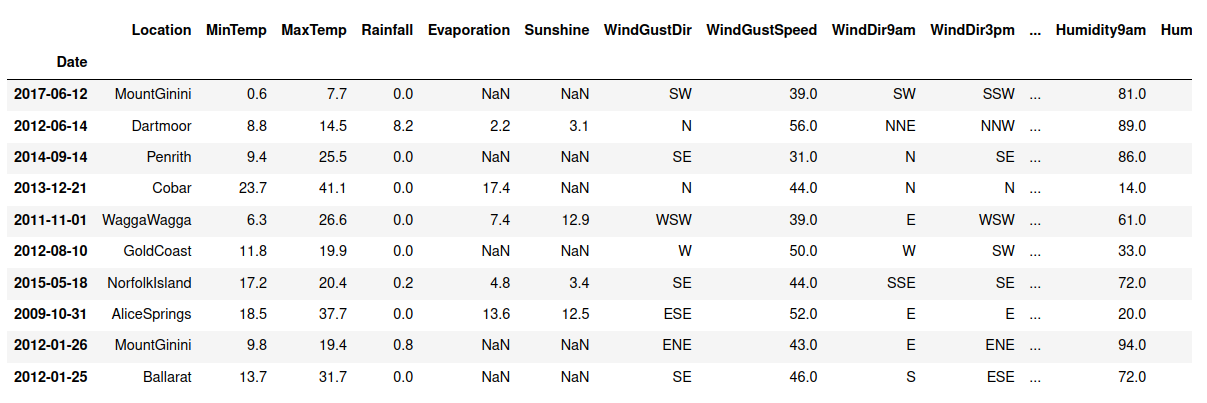 Location MinTemp MaxTemp Rainfall Evaporation Sunshine WindGustDir WindGustSpeed WindDir9am WindDir3pm ... Humidity9am Hum
Date
2017-06-12 MountGinini 0.6 7.7 0.0 NaN NaN SW 39.0 SW SSW ... 81.0
2012-06-14 Dartmoor 8.8 14.5 8.2 2.2 3.1 N 56.0 NNE NNW ... 89.0
2014-09-14 Penrith 9.4 25.5 0.0 NaN NaN SE 31.0 N SE ... 86.0
2013-12-21 Cobar 23.7 41.1 0.0 17.4 NaN N 44.0 N N ... 14.0
2011-11-01 WaggaWagga 6.3 26.6 0.0 7.4 12.9 WSW 39.0 E WSW ... 61.0
2012-08-10 GoldCoast 11.8 19.9 0.0 NaN NaN W 50.0 W SW ... 33.0
2015-05-18 NorfolkIsland 17.2 20.4 0.2 4.8 3.4 SE 44.0 SSE SE ... 72.0
2009-10-31 AliceSprings 18.5 37.7 0.0 13.6 12.5 ESE 52.0 E E ... 20.0
2012-01-26 MountGinini 9.8 19.4 0.8 NaN NaN ENE 43.0 E ENE ... 94.0
2012-01-25 Ballarat 13.7 31.7 0.0 NaN NaN SE 46.0 S ESE ... 72.0